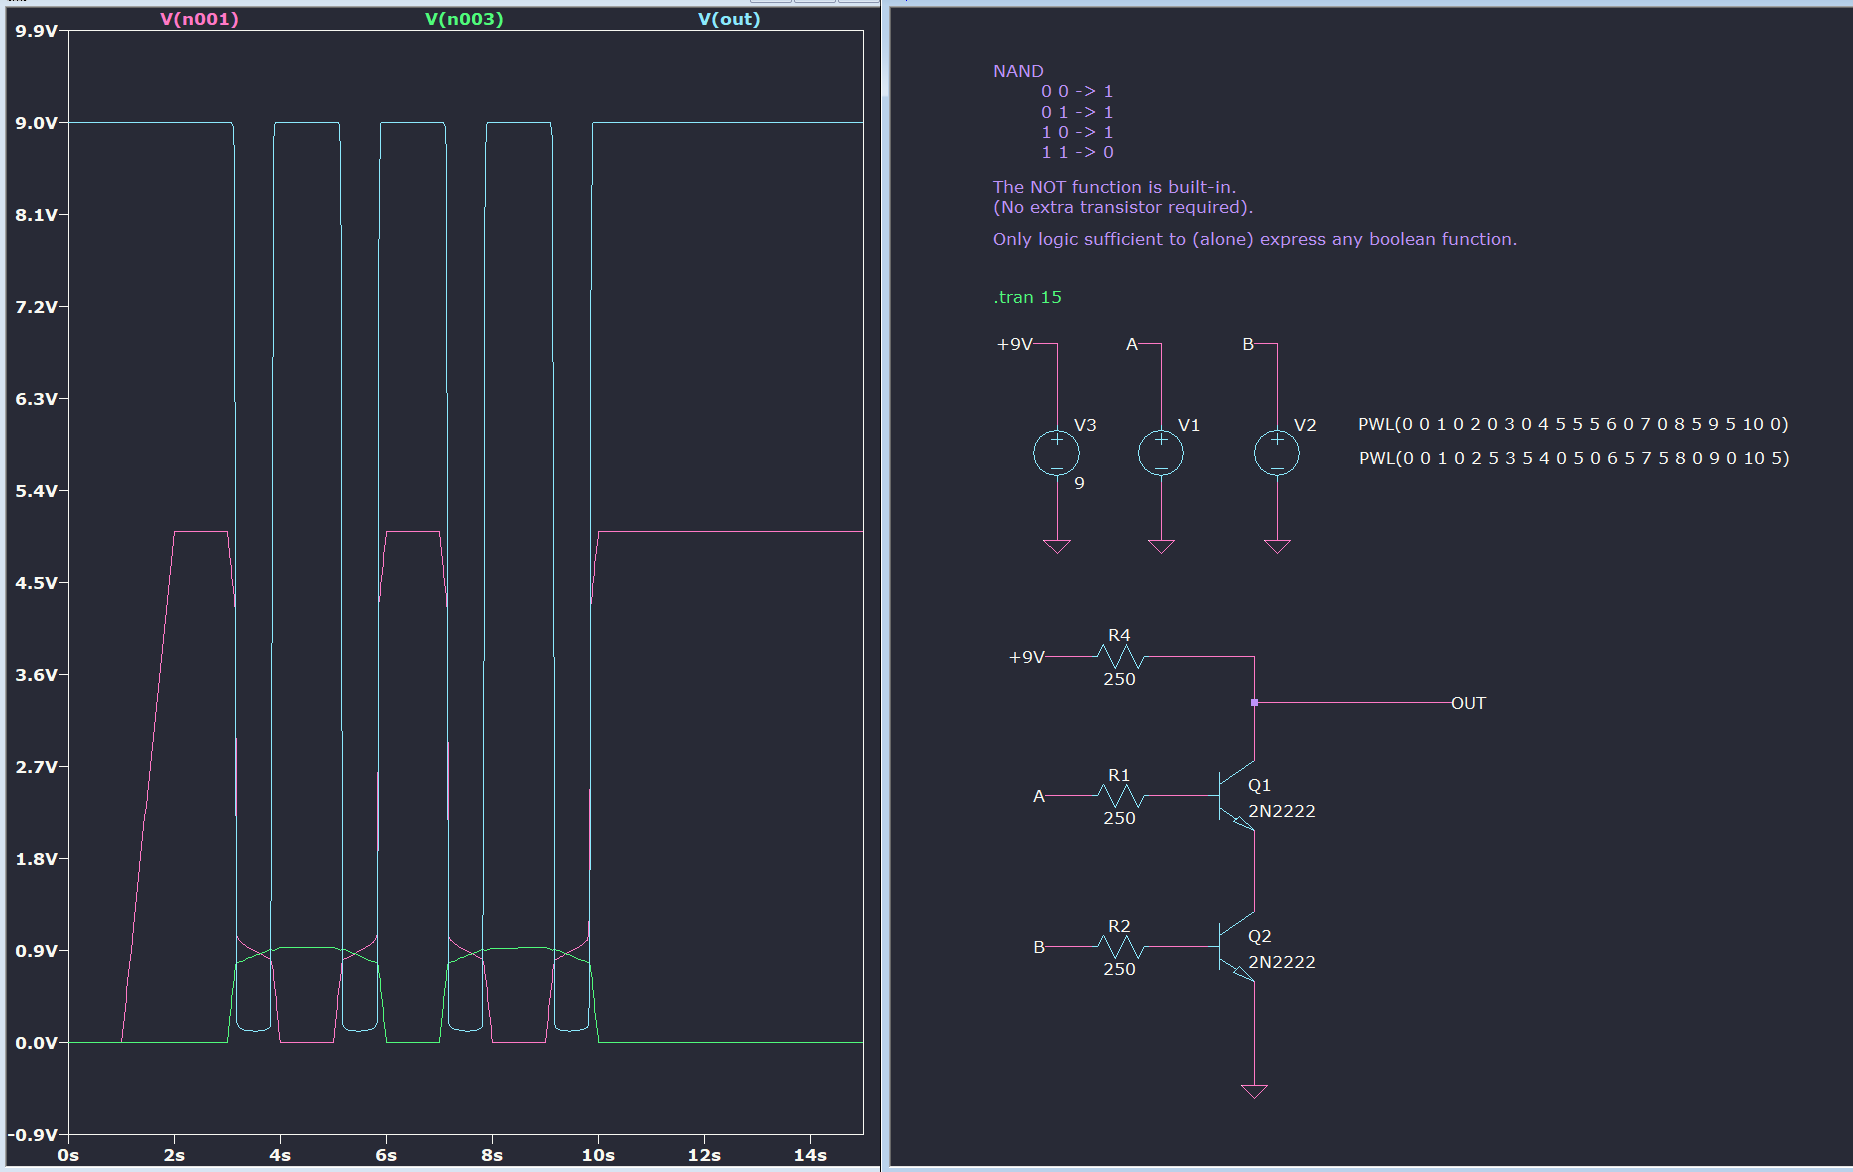 V(n001) V(n003) V(out)
9.9V
9.0V
8.1V
7.2V
6.3V
5.4V
4.5V
3.6V
2.7V
1.8V
0.9V
0.0V
-0.9V
0s 2s 4s 6s 8s 10s 12s 14s
NAND
0 0 -> 1
0 1 -> 1
1 0 -> 1
1 1 -> 0
The NOT function is built-in.
(No extra transistor required).
Only logic sufficient to (alone) express any boolean function.
.tran 15
+9V A B
V3 V1 V2 PWL(0 0 1 0 2 0 3 0 4 5 5 5 6 0 7 0 8 5 9 5 10 0)
PWL(0 0 1 0 2 5 3 5 4 0 5 0 6 5 7 5 8 0 9 0 10 5)
9
R4
+9V
250
OUT
R1
Q1
A
2N2222
250
R2
Q2
B
2N2222
250